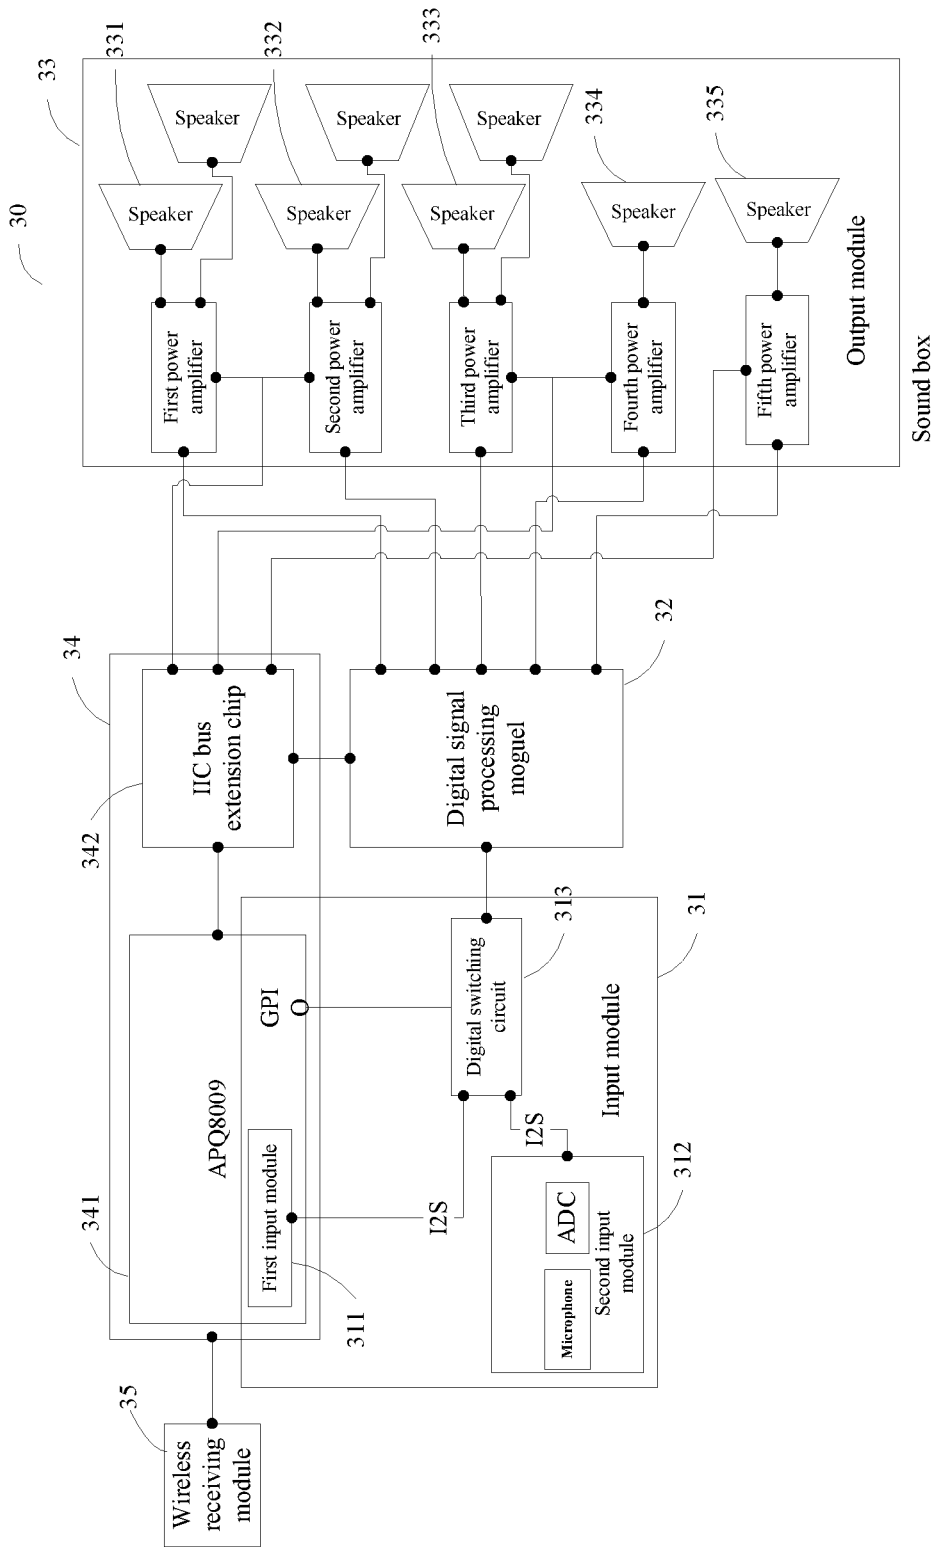 30
33
331
332
333
334
335
Speaker
Speaker
Speaker
Speaker
Speaker
Speaker
Speaker
Speaker
First power
amplifier
Second power
amplifier
Third power
amplifier
Fourth power
amplifier
Fifth power
amplifier
Output module
Sound box
34
342
IIC bus
extension chip
32
Digital signal
processing
moguel
341
APQ8009
GPI
O
First input module
311
I2S
I2S
313
Digital switching
circuit
31
Input module
312
ADC
Microphone
Second input
module
35
Wireless
receiving
module